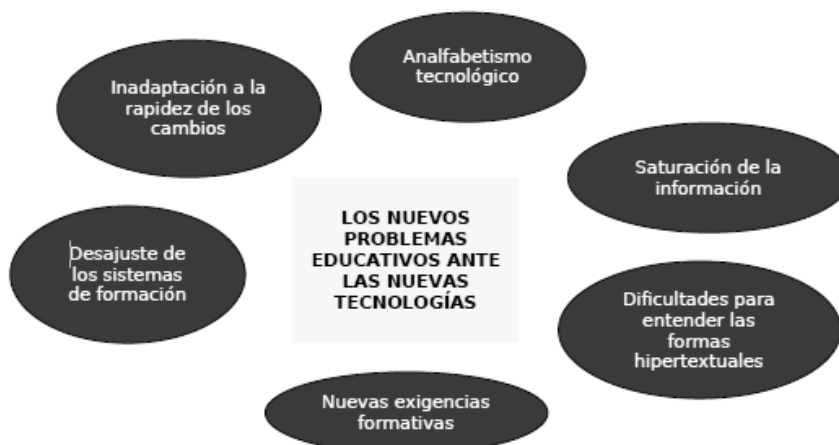 Analfabetismo
tecnológico
Inadaptación a la
rapidez de los
cambios
Saturación de la
información
LOS NUEVOS
PROBLEMAS
EDUCATIVOS ANTE
LAS NUEVAS
TECNOLOGÍAS
Desajuste de
los sistemas
de formación
Dificultades para
entender las
formas
hipertextuales
Nuevas exigencias
formativas